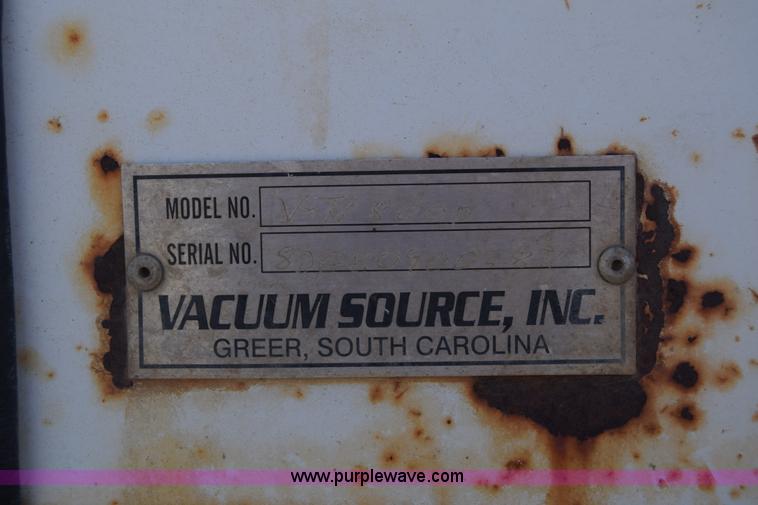 MODEL NO.
SERIAL NO.
VACUUM SOURCE, INC.
GREER, SOUTH CAROLINA
www.purplewave.com